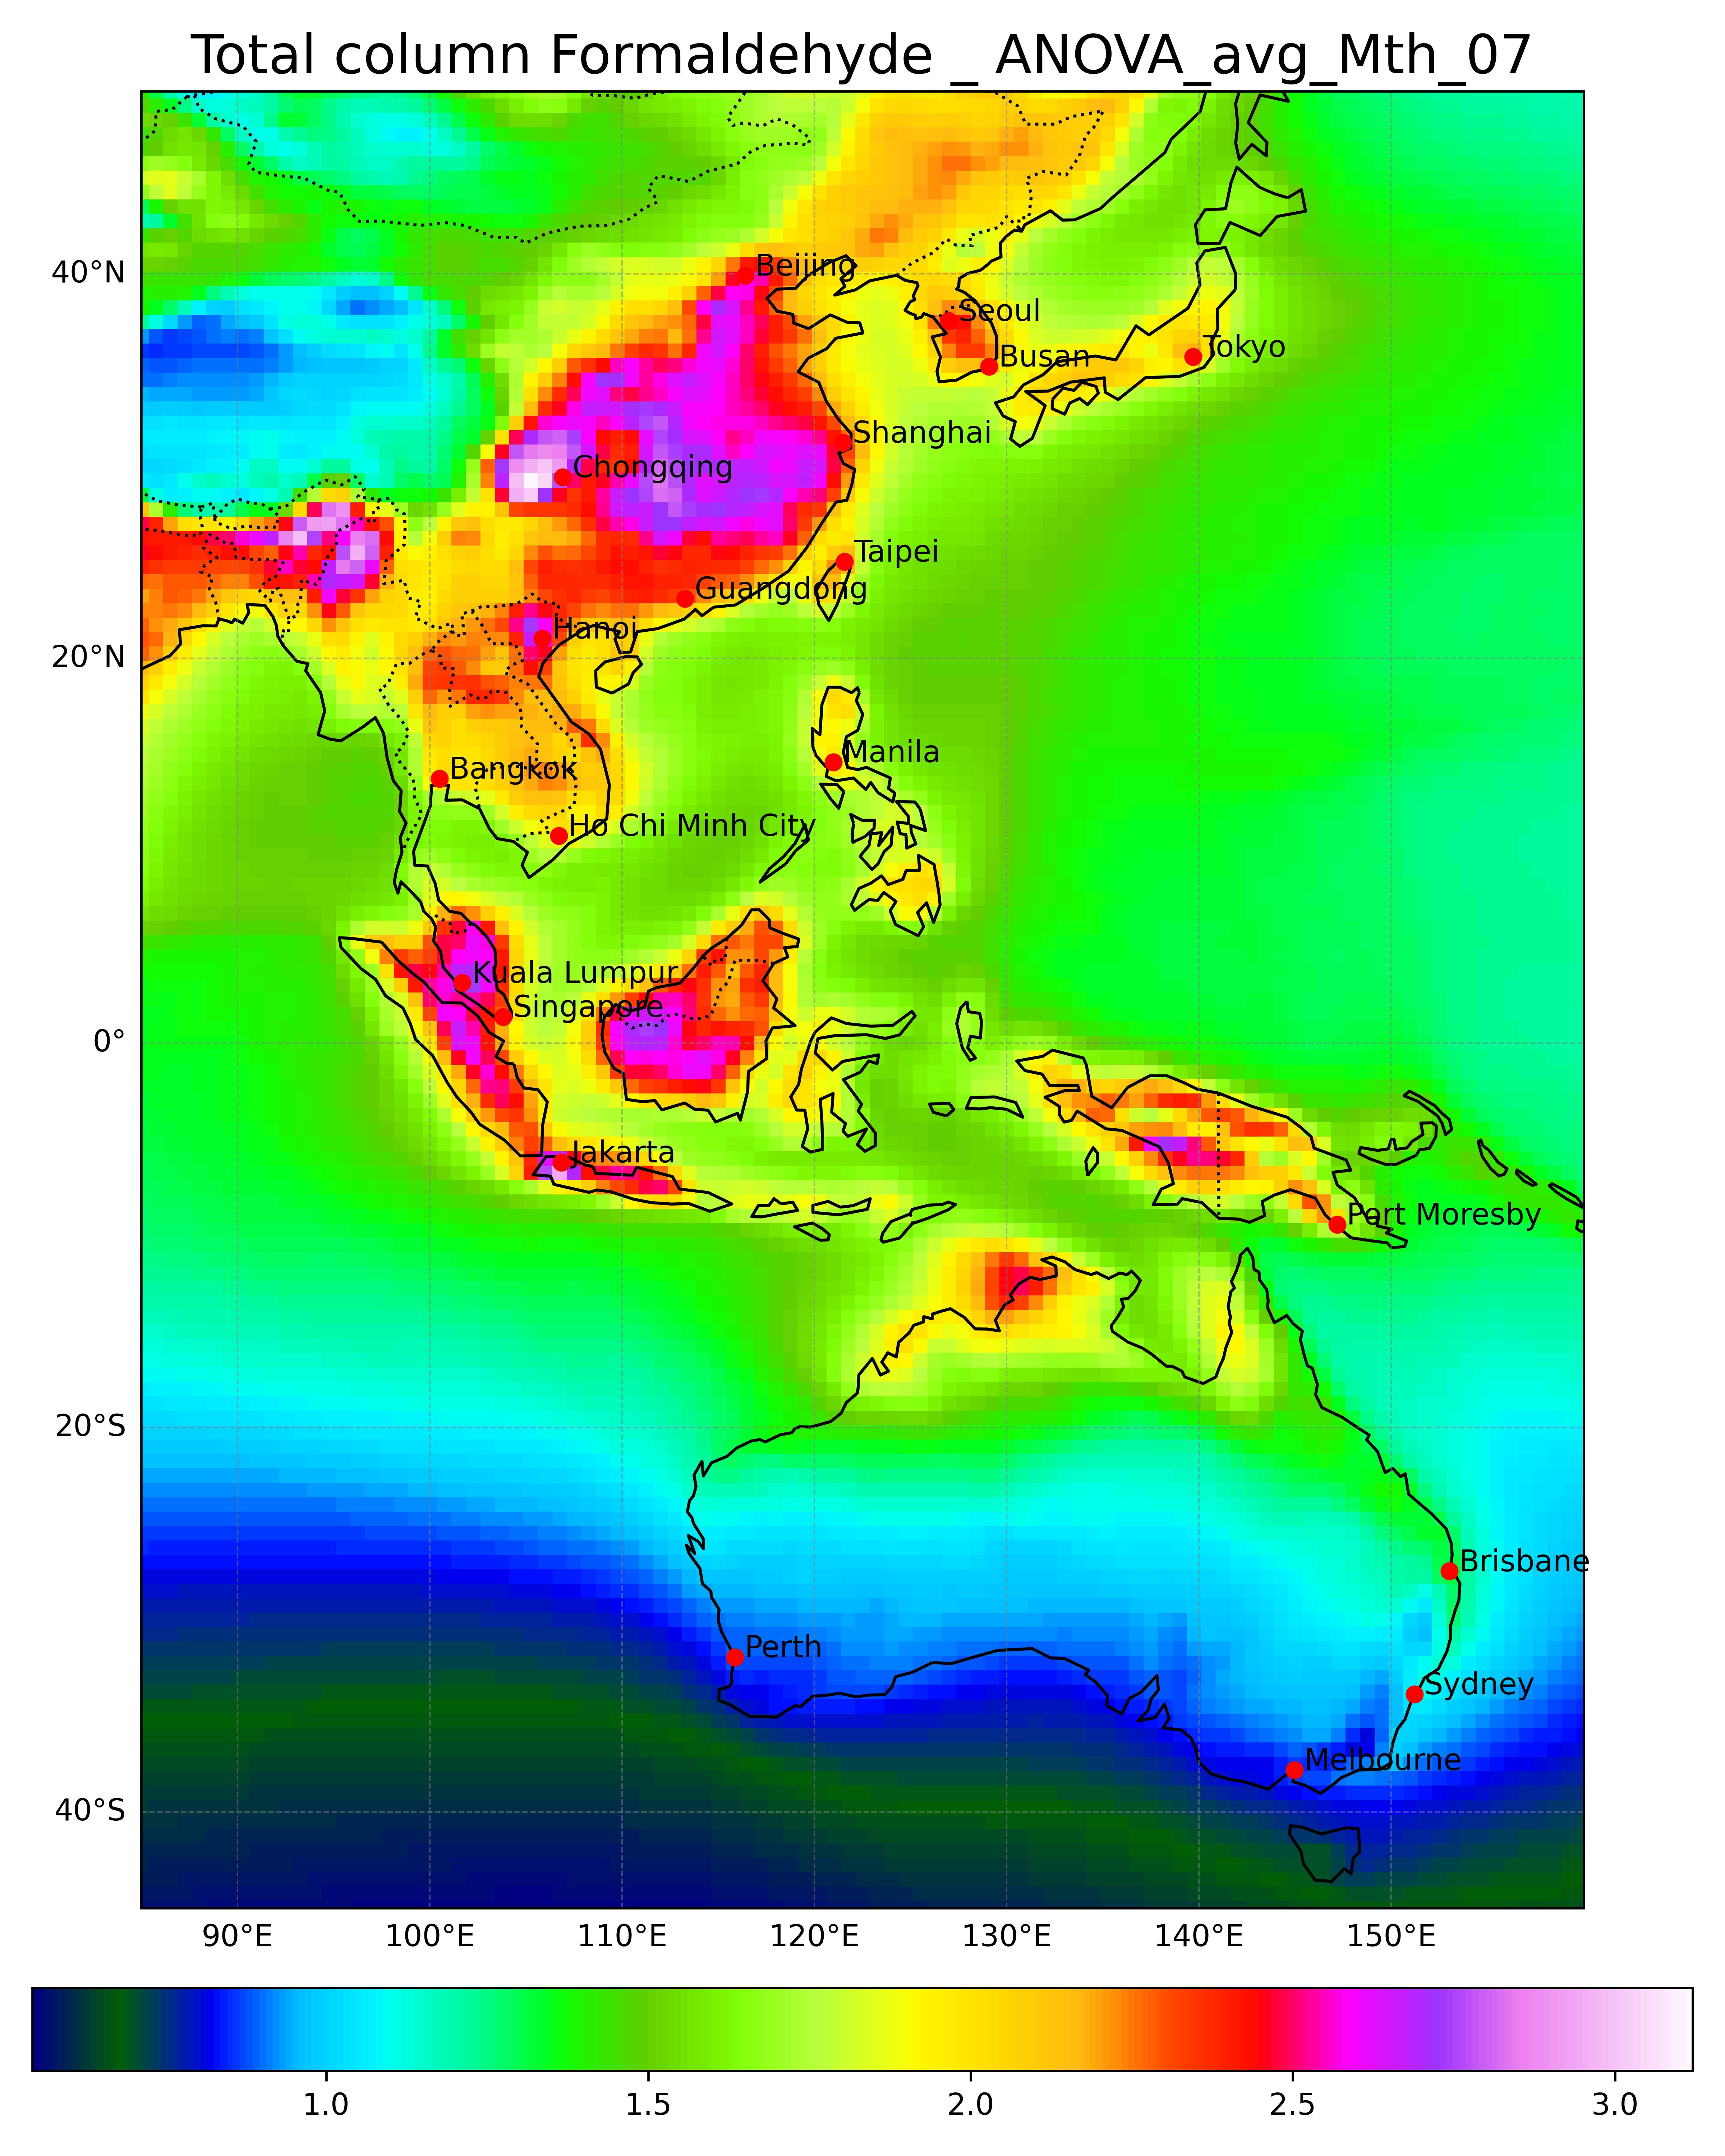 Total column Formaldehyde _ ANOVA_avg_Mth_07
40°N
20°N
0°
20°S
40°S
Beijing
Seoul
Busan
Tokyo
Shanghai
Chongqing
Taipei
Guangdong
Hanoi
Manila
Bangkok
Ho Chi Minh City
Kuala Lumpur
Singapore
Jakarta
Port Moresby
Brisbane
Perth
Sydney
Melbourne
90°E 100°E 110°E 120°E 130°E 140°E 150°E
1.0 1.5 2.0 2.5 3.0